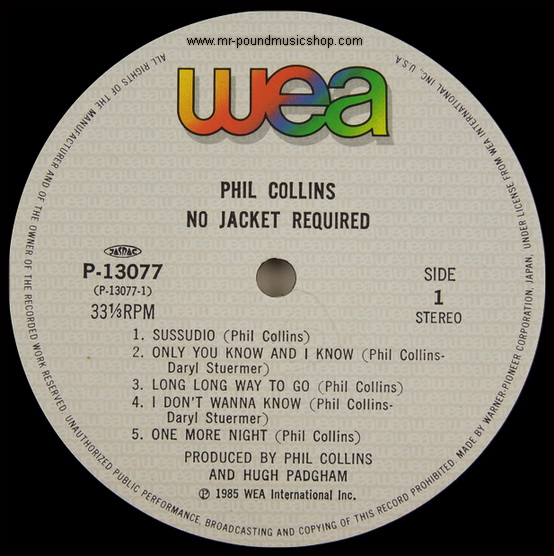 www.mr-poundmusicshop.com
wea
PHIL COLLINS
NO JACKET REQUIRED
JASRAC
P-13077
(P-13077-1)
33⅓RPM
SIDE
1
STEREO
1. SUSSUDIO (Phil Collins)
2. ONLY YOU KNOW AND I KNOW (Phil Collins-
Daryl Stuermer)
3. LONG LONG WAY TO GO (Phil Collins)
4. I DON'T WANNA KNOW (Phil Collins-
Daryl Stuermer)
5. ONE MORE NIGHT (Phil Collins)
PRODUCED BY PHIL COLLINS
AND HUGH PADGHAM
℗ 1985 WEA International Inc.
ALL RIGHTS OF THE MANUFACTURER AND OF THE OWNER OF THE RECORDED WORK RESERVED. UNAUTHORIZED PUBLIC PERFORMANCE, BROADCASTING AND COPYING OF THIS RECORD PROHIBITED. MADE BY WARNER-PIONEER CORPORATION, JAPAN, UNDER LICENSE FROM WEA INTERNATIONAL INC., U.S.A